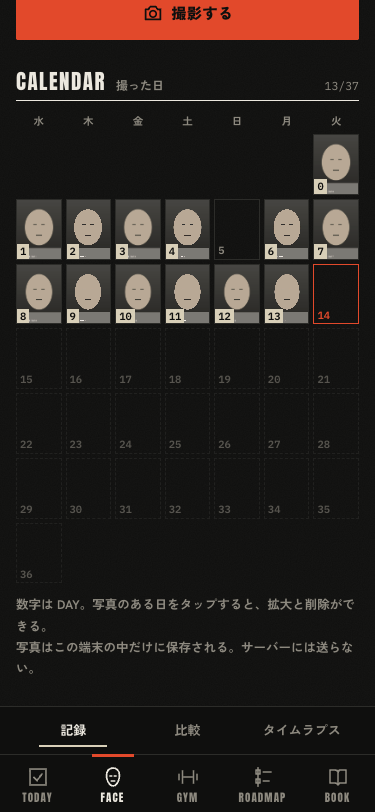 撮影する
CALENDAR 撮った日 13/37
水 木 金 土 日 月 火
0
1 2 3 4 5 6 7
8 9 10 11 12 13 14
15 16 17 18 19 20 21
22 23 24 25 26 27 28
29 30 31 32 33 34 35
36
数字は DAY。写真のある日をタップすると、拡大と削除がで
きる。
写真はこの端末の中だけに保存される。サーバーには送らな
い。
記録 比較 タイムラプス
TODAY FACE GYM ROADMAP BOOK